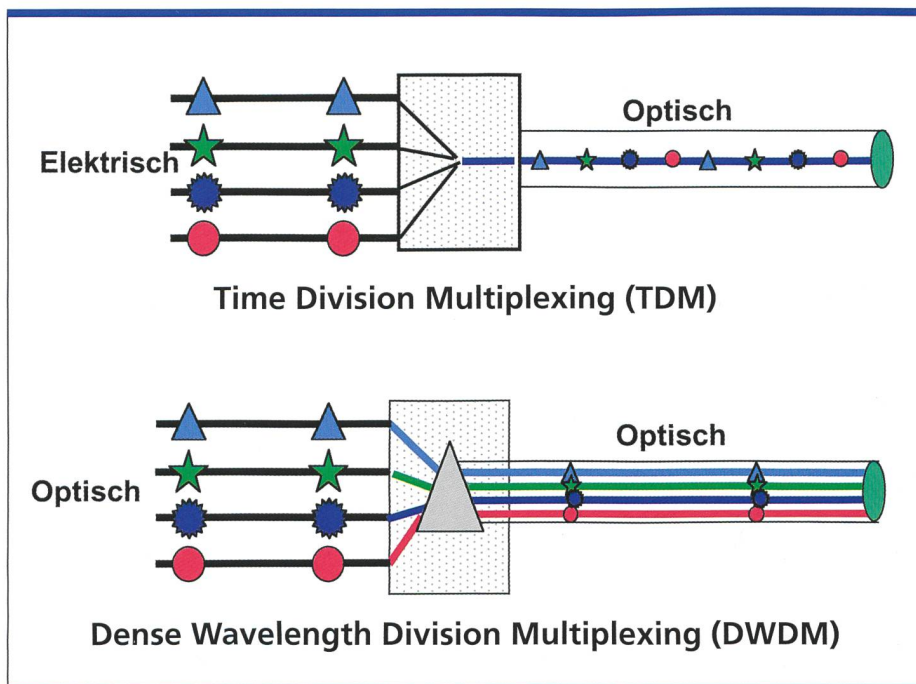 Optisch
Elektrisch
Time Division Multiplexing (TDM)
Optisch
Optisch
Dense Wavelength Division Multiplexing (DWDM)